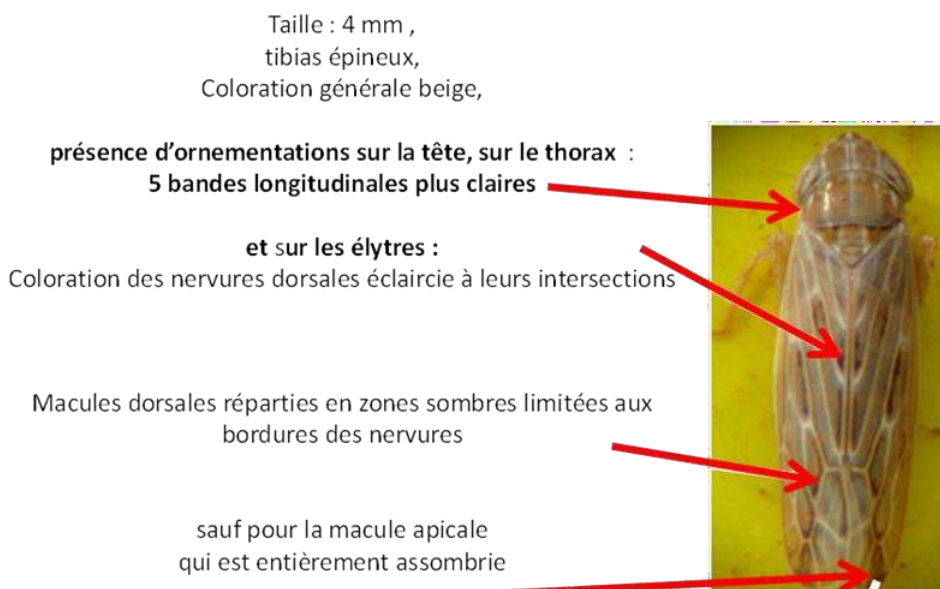 Taille : 4 mm ,
tibias épineux,
Coloration générale beige,
présence d'ornementations sur la tête, sur le thorax :
5 bandes longitudinales plus claires
et sur les élytres :
Coloration des nervures dorsales éclaircie à leurs intersections
Macules dorsales réparties en zones sombres limitées aux
bordures des nervures
sauf pour la macule apicale
qui est entièrement assombrie